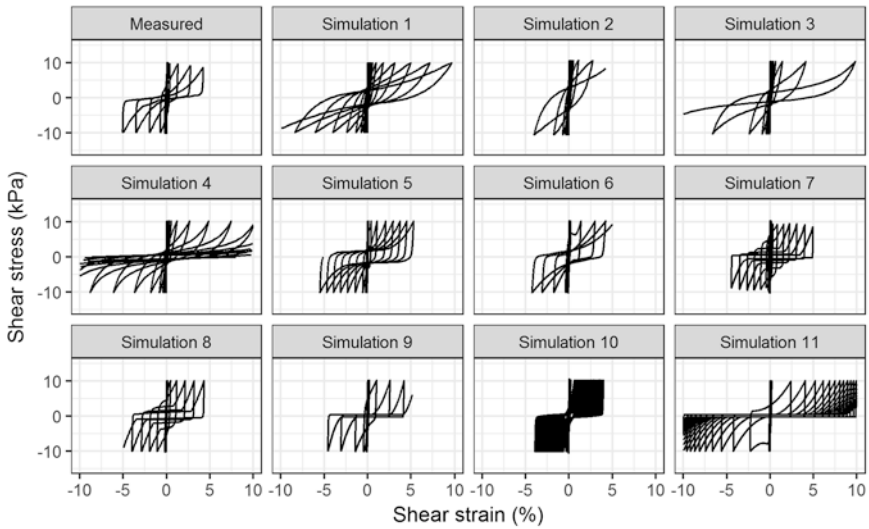 Measured Simulation 1 Simulation 2 Simulation 3
10
0
-10
Simulation 4 Simulation 5 Simulation 6 Simulation 7
10
0
-10
Simulation 8 Simulation 9 Simulation 10 Simulation 11
10
0
-10
-10 -5 0 5 10 -10 -5 0 5 10 -10 -5 0 5 10 -10 -5 0 5 10
Shear strain (%)
Shear stress (kPa)